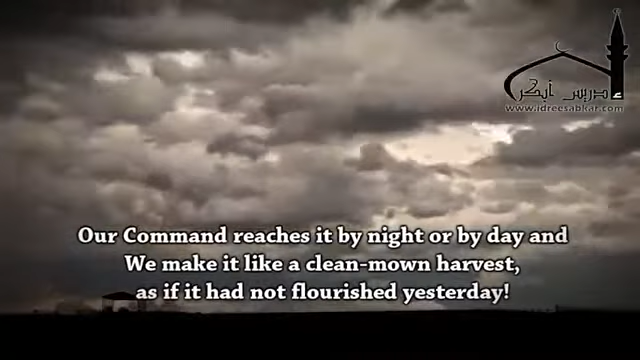 إدريس أبكر
www.idreesabkar.com
Our Command reaches it by night or by day and
We make it like a clean-mown harvest,
as if it had not flourished yesterday!